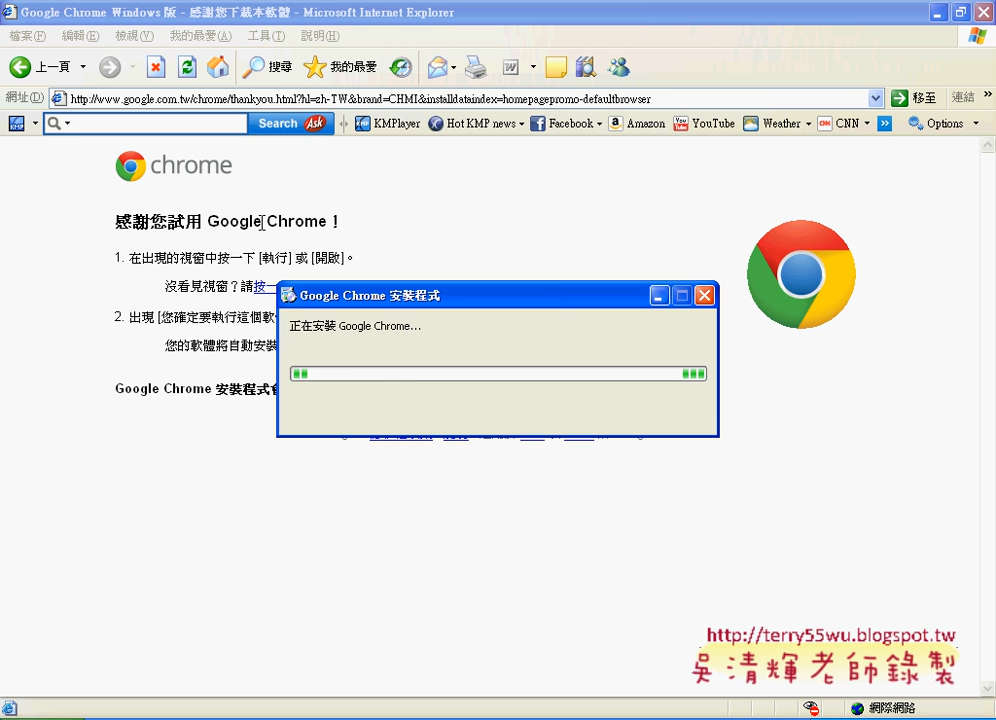 Google Chrome Windows 版 - 感謝您下載本軟體 - Microsoft Internet Explorer
檔案(F) 編輯(E) 檢視(V) 我的最愛(A) 工具(T) 說明(H)
上一頁 搜尋 我的最愛
網址(D) http://www.google.com.tw/chrome/thankyou.html?hl=zh-TW&brand=CHMI&installdataindex=homepagepromo-defaultbrowser 移至 連結 »
Search Ask KMPlayer Hot KMP news Facebook Amazon YouTube Weather CNN » Options
chrome
感謝您試用 Google Chrome！
1. 在出現的視窗中按一下 [執行] 或 [開啟]。
沒看見視窗？請按一
2. 出現 [您確定要執行這個軟
您的軟體將自動安裝
Google Chrome 安裝程式
Google Chrome 安裝程式
正在安裝 Google Chrome...
http://terry55wu.blogspot.tw
吳清輝老師錄製
網際網路